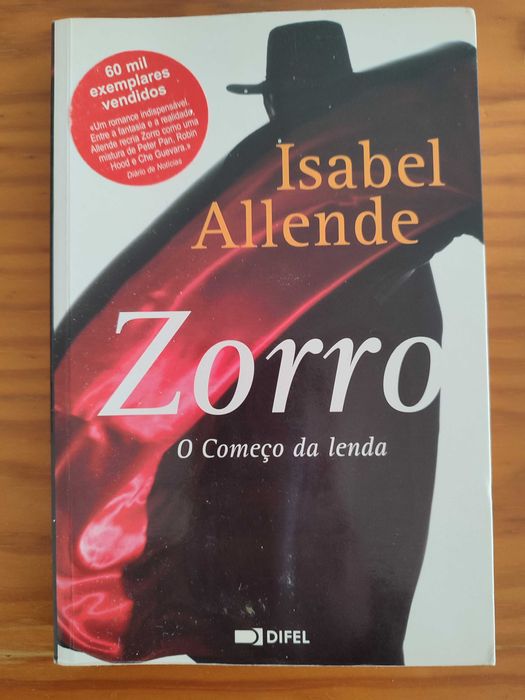 60 mil
exemplares
vendidos
«Um romance indispensável.
Entre a fantasia e a realidade,
Allende recria Zorro como uma
mistura de Peter Pan, Robin
Hood e Che Guevara.»
Diário de Notícias
Isabel
Allende
Zorro
O Começo da lenda
DIFEL